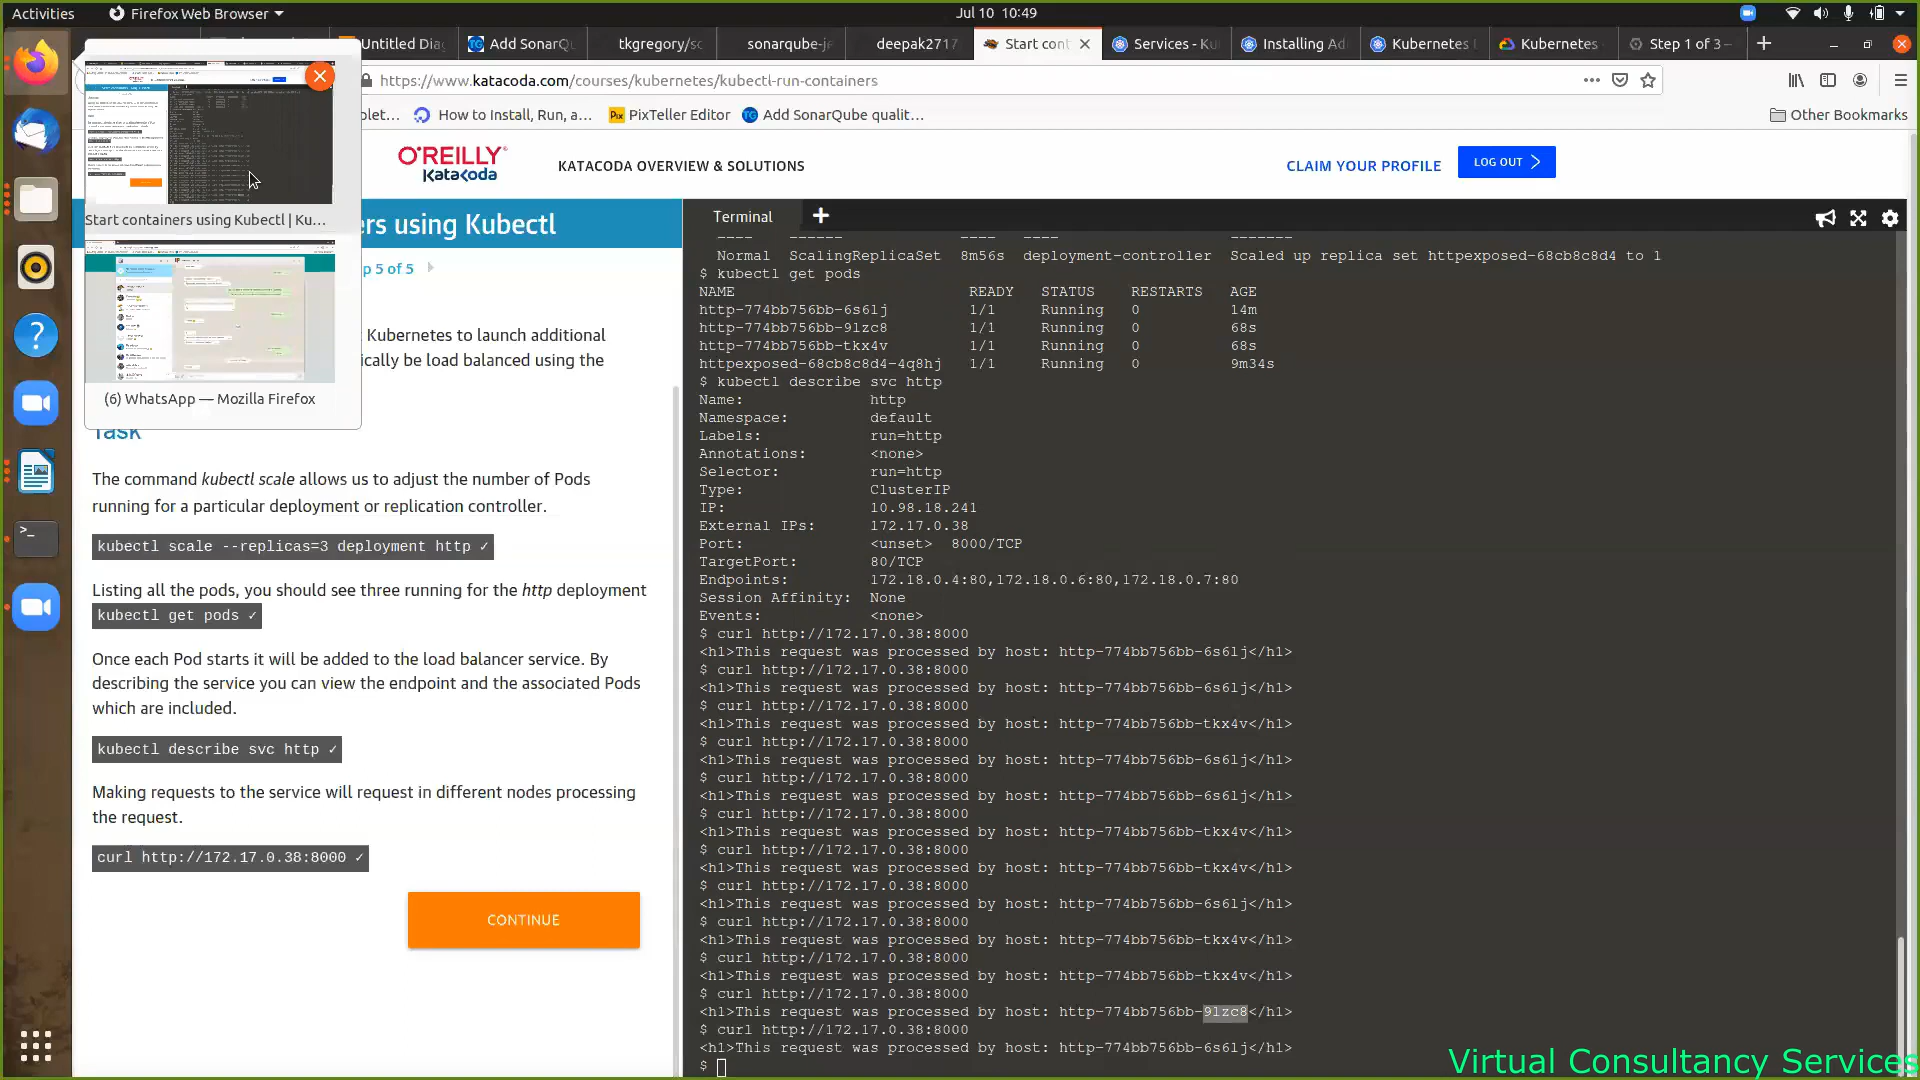 Activities
Firefox Web Browser
Jul 10 10:49
Untitled Dia
Add SonarQu
tkgregory/so
sonarqube-je
deepak2717
Start cont
Services - Ku
Installing Ad
Kubernetes
Kubernetes
Step 1 of 3 –
https://www.katacoda.com/courses/kubernetes/kubectl-run-containers
plet…
How to Install, Run, a…
PixTeller Editor
Add SonarQube qualit…
Other Bookmarks
O'REILLY
Katacoda
KATACODA OVERVIEW & SOLUTIONS
CLAIM YOUR PROFILE
LOG OUT
Start containers using Kubectl | Ku…
(6) WhatsApp — Mozilla Firefox
ers using Kubectl
p 5 of 5
Kubernetes to launch additional
ically be load balanced using the
Task
The command kubectl scale allows us to adjust the number of Pods
running for a particular deployment or replication controller.
kubectl scale --replicas=3 deployment http ✓
Listing all the pods, you should see three running for the http deployment
kubectl get pods ✓
Once each Pod starts it will be added to the load balancer service. By
describing the service you can view the endpoint and the associated Pods
which are included.
kubectl describe svc http ✓
Making requests to the service will request in different nodes processing
the request.
curl http://172.17.0.38:8000 ✓
CONTINUE
Terminal
---- ------ ---- ---- -------
Normal ScalingReplicaSet 8m56s deployment-controller Scaled up replica set httpexposed-68cb8c8d4 to 1
$ kubectl get pods
NAME READY STATUS RESTARTS AGE
http-774bb756bb-6s6lj 1/1 Running 0 14m
http-774bb756bb-9lzc8 1/1 Running 0 68s
http-774bb756bb-tkx4v 1/1 Running 0 68s
httpexposed-68cb8c8d4-4q8hj 1/1 Running 0 9m34s
$ kubectl describe svc http
Name: http
Namespace: default
Labels: run=http
Annotations: <none>
Selector: run=http
Type: ClusterIP
IP: 10.98.18.241
External IPs: 172.17.0.38
Port: <unset> 8000/TCP
TargetPort: 80/TCP
Endpoints: 172.18.0.4:80,172.18.0.6:80,172.18.0.7:80
Session Affinity: None
Events: <none>
$ curl http://172.17.0.38:8000
<h1>This request was processed by host: http-774bb756bb-6s6lj</h1>
$ curl http://172.17.0.38:8000
<h1>This request was processed by host: http-774bb756bb-6s6lj</h1>
$ curl http://172.17.0.38:8000
<h1>This request was processed by host: http-774bb756bb-tkx4v</h1>
$ curl http://172.17.0.38:8000
<h1>This request was processed by host: http-774bb756bb-6s6lj</h1>
$ curl http://172.17.0.38:8000
<h1>This request was processed by host: http-774bb756bb-6s6lj</h1>
$ curl http://172.17.0.38:8000
<h1>This request was processed by host: http-774bb756bb-tkx4v</h1>
$ curl http://172.17.0.38:8000
<h1>This request was processed by host: http-774bb756bb-tkx4v</h1>
$ curl http://172.17.0.38:8000
<h1>This request was processed by host: http-774bb756bb-6s6lj</h1>
$ curl http://172.17.0.38:8000
<h1>This request was processed by host: http-774bb756bb-tkx4v</h1>
$ curl http://172.17.0.38:8000
<h1>This request was processed by host: http-774bb756bb-tkx4v</h1>
$ curl http://172.17.0.38:8000
<h1>This request was processed by host: http-774bb756bb-9lzc8</h1>
$ curl http://172.17.0.38:8000
<h1>This request was processed by host: http-774bb756bb-6s6lj</h1>
$
Virtual Consultancy Services